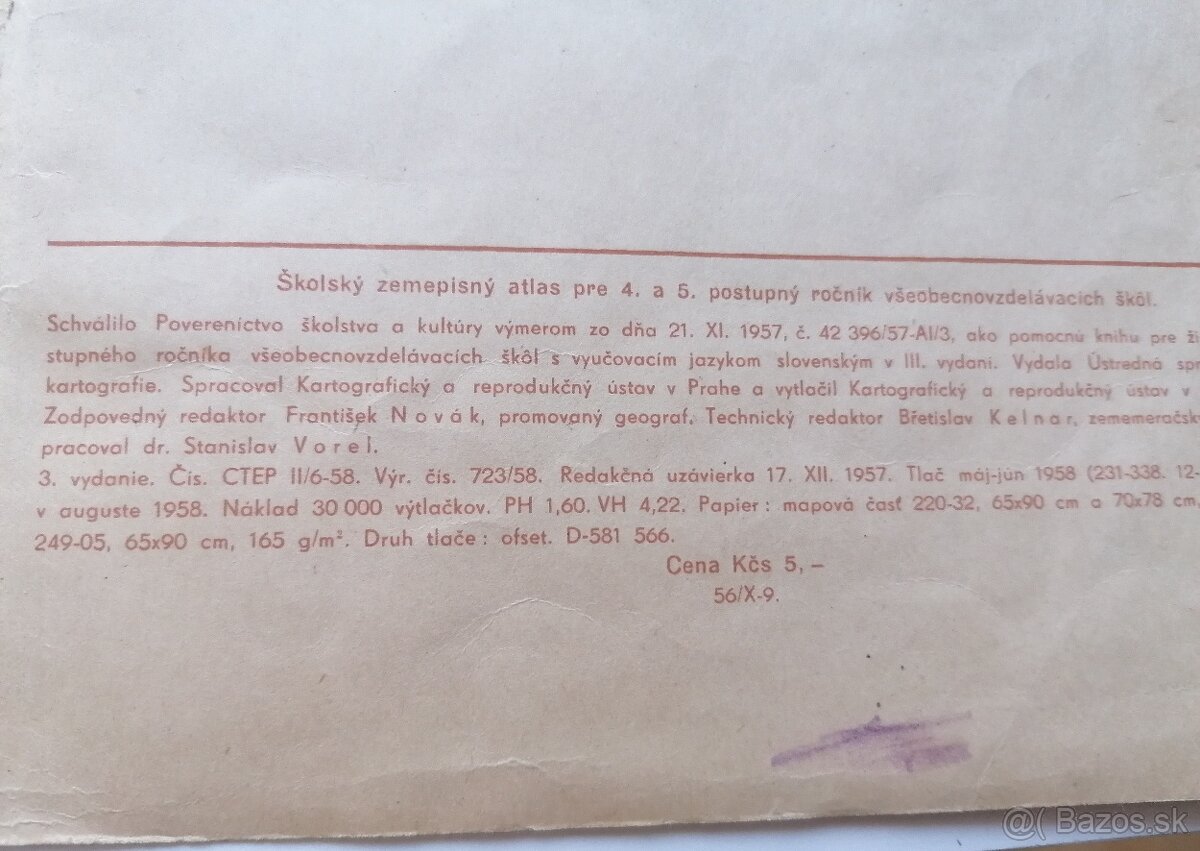 Školský zemepisný atlas pre 4. a 5. postupný ročník všeobecnovzdelávacích škôl.
Schválilo Povereníctvo školstva a kultúry výmerom zo dňa 21. XI. 1957, č. 42 396/57-AI/3, ako pomocnú knihu pre ži
stupného ročníka všeobecnovzdelávacích škôl s vyučovacím jazykom slovenským v III. vydaní. Vydala Ústredná spr
kartografie. Spracoval Kartografický a reprodukčný ústav v Prahe a vytlačil Kartografický a reprodukčný ústav v
Zodpovedný redaktor František Novák, promovaný geograf. Technický redaktor Břetislav Kelnar, zememeračsk
pracoval dr. Stanislav Vorel.
3. vydanie. Čís. CTEP II/6-58. Výr. čís. 723/58. Redakčná uzávierka 17. XII. 1957. Tlač máj-jún 1958 (231-338. 12-
v auguste 1958. Náklad 30 000 výtlačkov. PH 1,60. VH 4,22. Papier: mapová časť 220-32, 65x90 cm a 70x78 cm
249-05, 65x90 cm, 165 g/m². Druh tlače: ofset. D-581 566.
Cena Kčs 5,–
56/X-9.
@( Bazos.sk